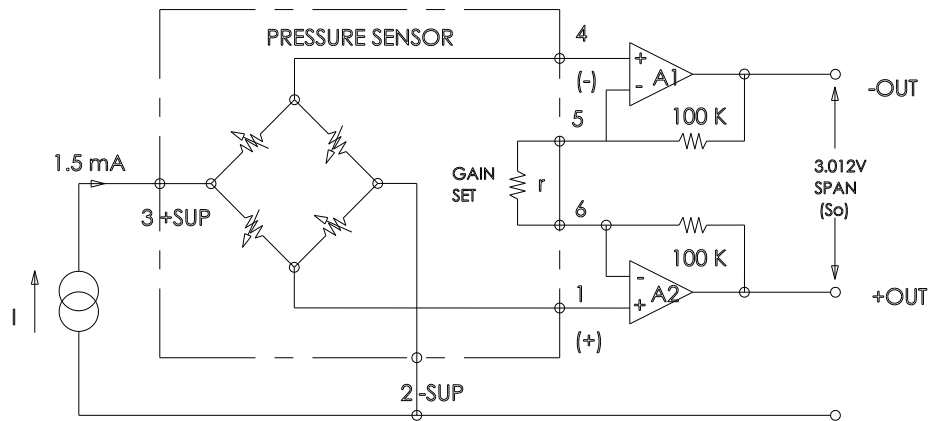 PRESSURE SENSOR
4
(-)
+
-
A1
-OUT
100 K
5
1.5 mA
GAIN
SET
r
3.012V
SPAN
(So)
3 +SUP
6
100 K
-
+
A2
+OUT
1
(+)
I
2 -SUP